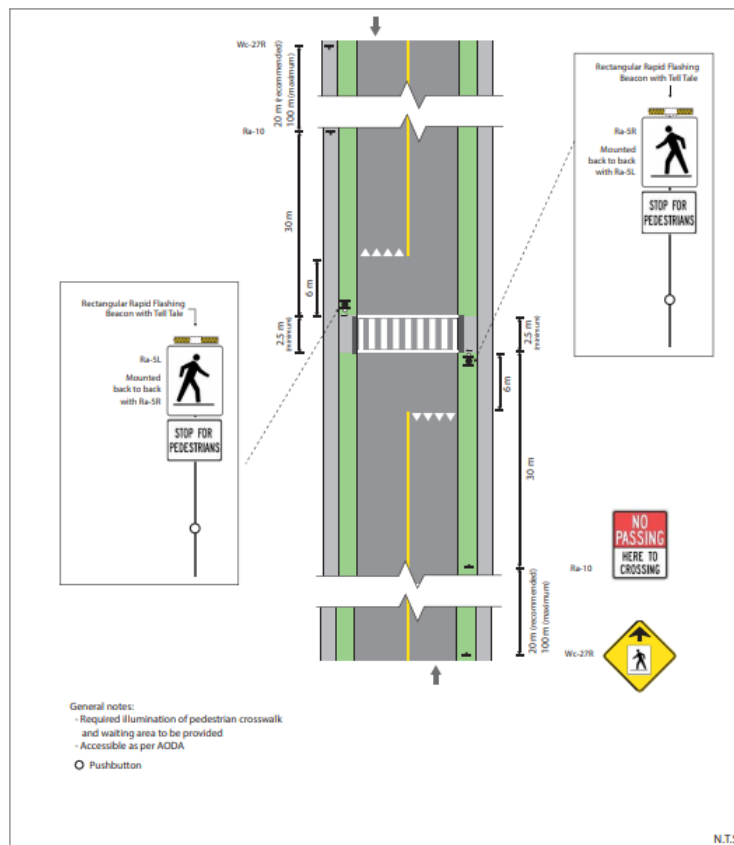 Wc-27R
20 m (recommended)
100 m (maximum)
Ra-10
30 m
6 m
2.5 m
(minimum)
Rectangular Rapid Flashing
Beacon with Tell Tale
Ra-5R
Mounted
back to back
with Ra-5L
STOP FOR
PEDESTRIANS
Rectangular Rapid Flashing
Beacon with Tell Tale
Ra-5L
Mounted
back to back
with Ra-5R
STOP FOR
PEDESTRIANS
2.5 m
(minimum)
6 m
30 m
Ra-10
NO
PASSING
HERE TO
CROSSING
20 m (recommended)
100 m (maximum)
Wc-27R
General notes:
- Required illumination of pedestrian crosswalk
and waiting area to be provided
- Accessible as per AODA
Pushbutton
N.T.S